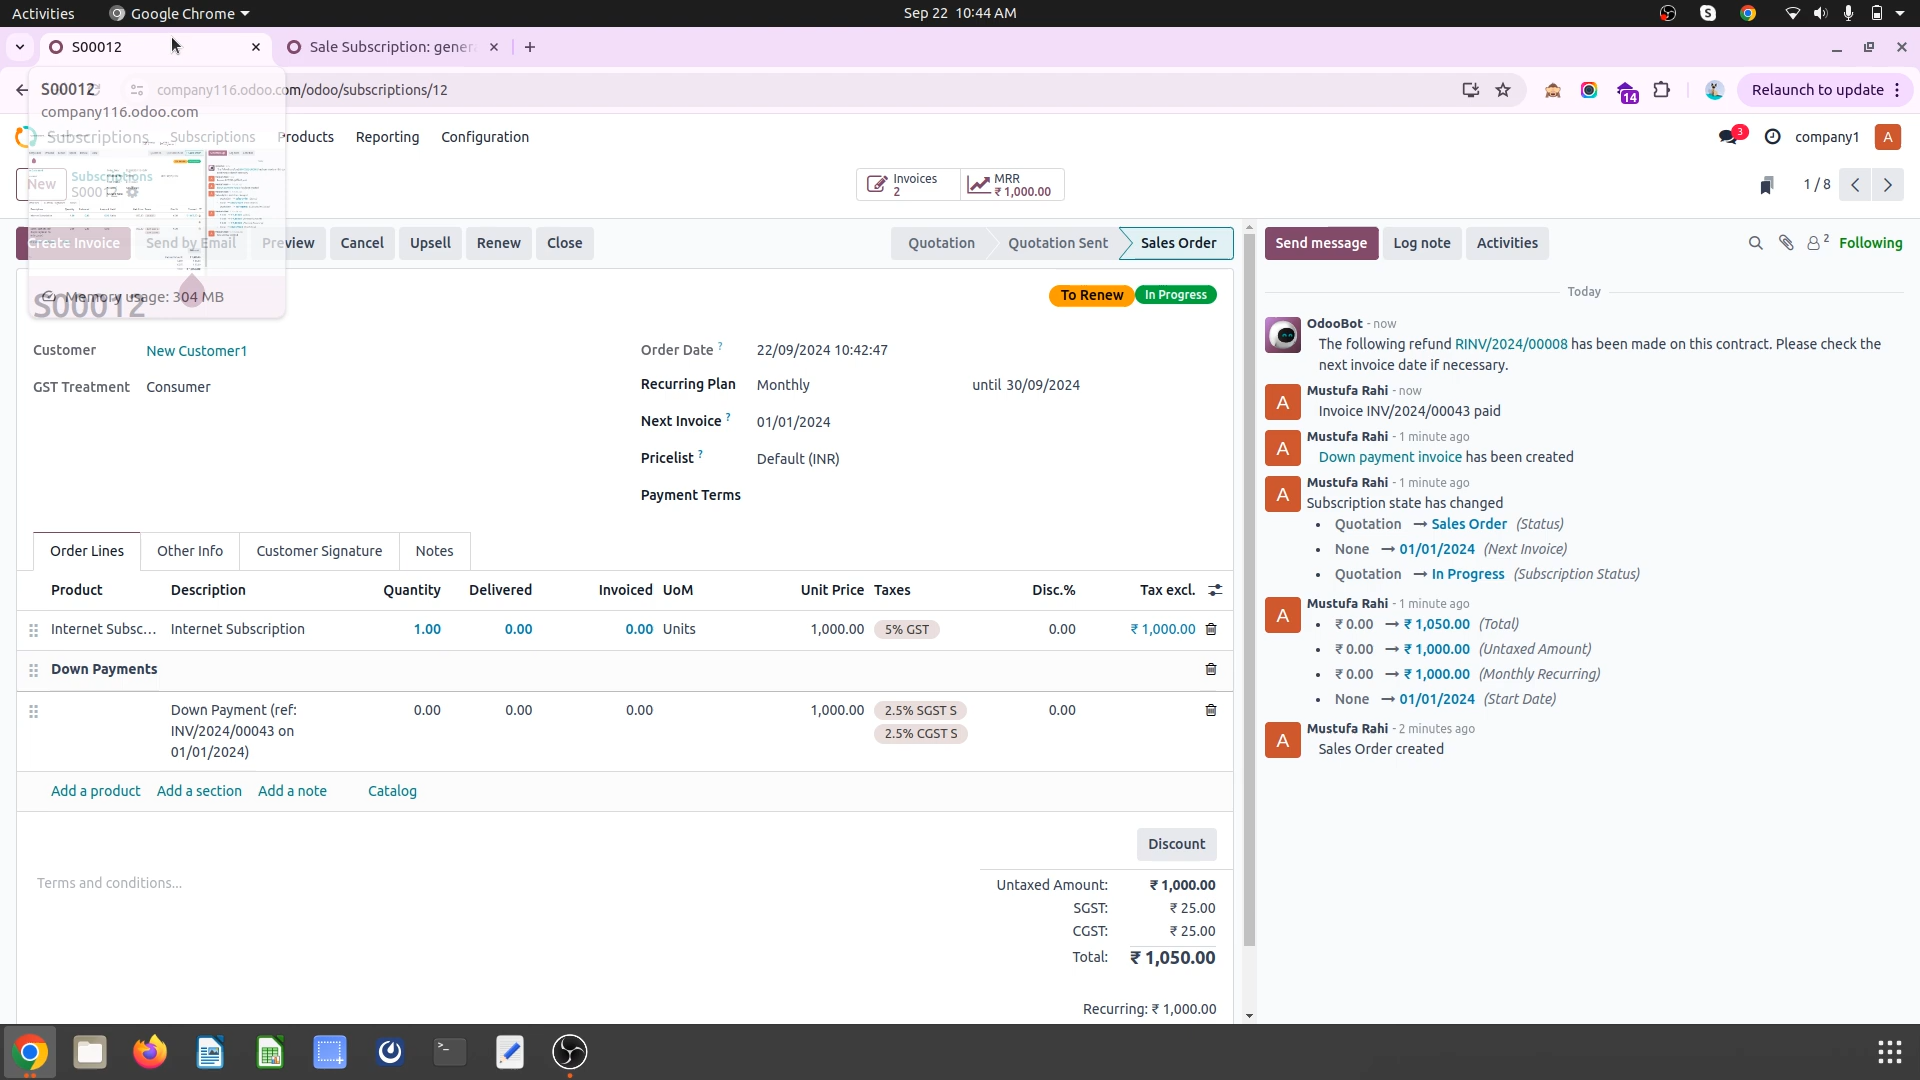 Activities
Google Chrome
Sep 22 10:44 AM
S00012
Sale Subscription: gener
S00012
company116.odoo.com
company116.odoo.com/odoo/subscriptions/12
14
Relaunch to update
Subscriptions
Subscriptions
Products
Reporting
Configuration
3
company1
A
New
Subscriptions
S00012
Invoices
2
MRR
₹ 1,000.00
1 / 8
Create Invoice
Send by Email
Preview
Cancel
Upsell
Renew
Close
Quotation
Quotation Sent
Sales Order
Memory usage: 304 MB
S00012
To Renew
In Progress
Customer
New Customer1
GST Treatment
Consumer
Order Date ?
22/09/2024 10:42:47
Recurring Plan
Monthly
until 30/09/2024
Next Invoice ?
01/01/2024
Pricelist ?
Default (INR)
Payment Terms
Order Lines
Other Info
Customer Signature
Notes
Product
Description
Quantity
Delivered
Invoiced
UoM
Unit Price
Taxes
Disc.%
Tax excl.
Internet Subsc...
Internet Subscription
1.00
0.00
0.00
Units
1,000.00
5% GST
0.00
₹ 1,000.00
Down Payments
Down Payment (ref:
INV/2024/00043 on
01/01/2024)
0.00
0.00
0.00
1,000.00
2.5% SGST S
2.5% CGST S
0.00
Add a product
Add a section
Add a note
Catalog
Discount
Terms and conditions...
Untaxed Amount:
₹ 1,000.00
SGST:
₹ 25.00
CGST:
₹ 25.00
Total:
₹ 1,050.00
Recurring: ₹ 1,000.00
Send message
Log note
Activities
2
Following
Today
OdooBot - now
The following refund RINV/2024/00008 has been made on this contract. Please check the
next invoice date if necessary.
A
Mustufa Rahi - now
Invoice INV/2024/00043 paid
A
Mustufa Rahi - 1 minute ago
Down payment invoice has been created
A
Mustufa Rahi - 1 minute ago
Subscription state has changed
• Quotation → Sales Order (Status)
• None → 01/01/2024 (Next Invoice)
• Quotation → In Progress (Subscription Status)
A
Mustufa Rahi - 1 minute ago
• ₹ 0.00 → ₹ 1,050.00 (Total)
• ₹ 0.00 → ₹ 1,000.00 (Untaxed Amount)
• ₹ 0.00 → ₹ 1,000.00 (Monthly Recurring)
• None → 01/01/2024 (Start Date)
A
Mustufa Rahi - 2 minutes ago
Sales Order created